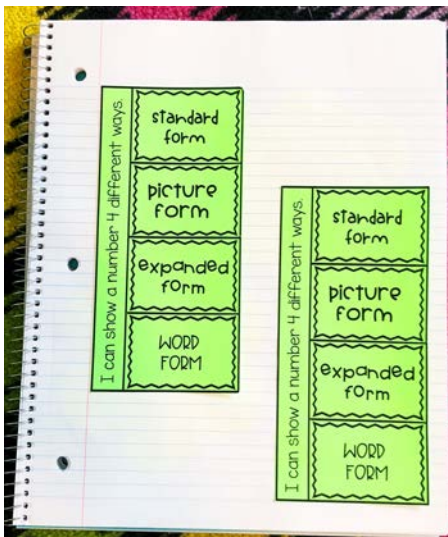 I can show a number 4 different ways.
standard
form
picture
form
expanded
form
WORD
FORM
I can show a number 4 different ways.
standard
form
picture
form
expanded
form
WORD
FORM